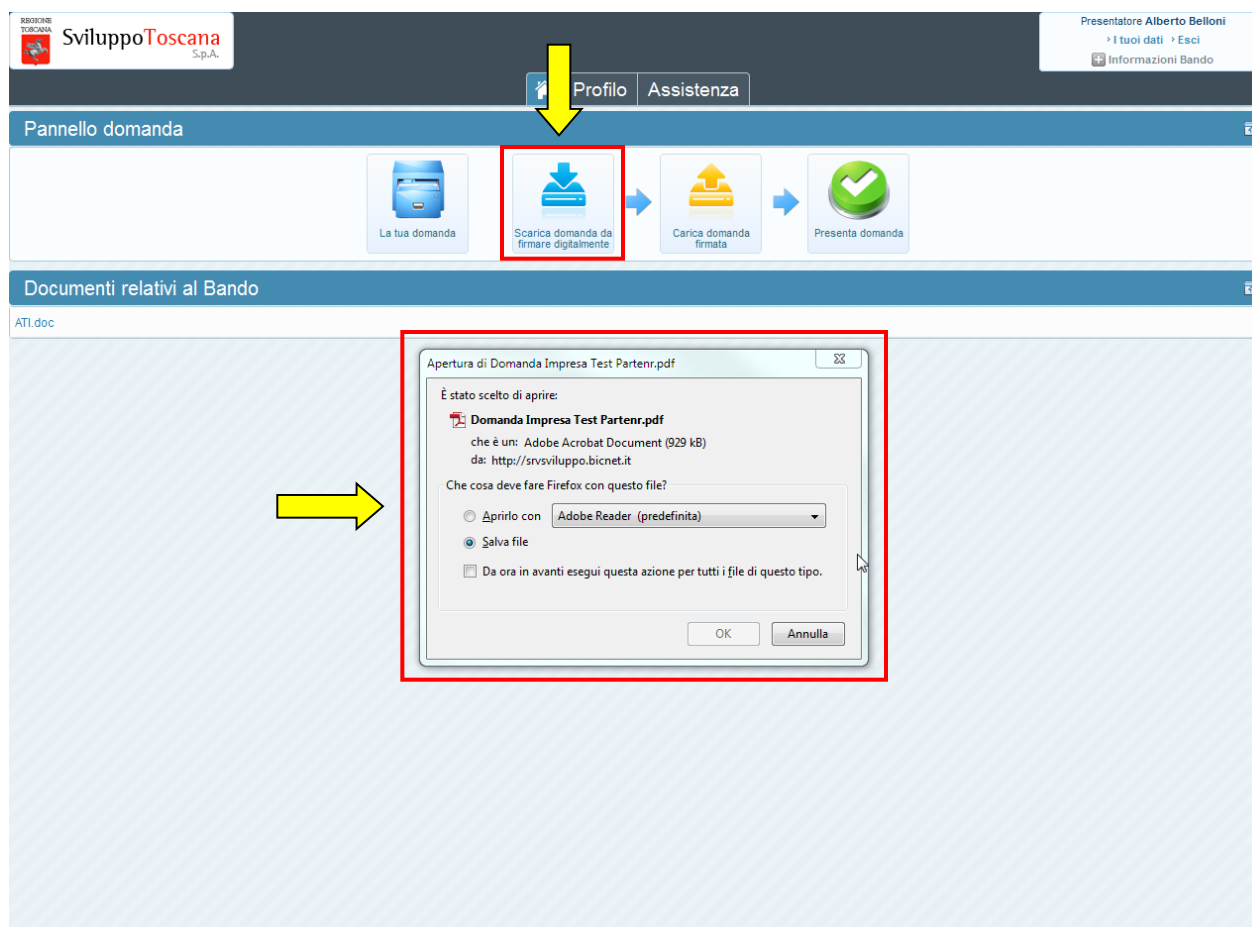 REGIONE
TOSCANA
SviluppoToscana
S.p.A.
Presentatore Alberto Belloni
I tuoi dati Esci
Informazioni Bando
Profilo Assistenza
Pannello domanda
La tua domanda
Scarica domanda da
firmare digitalmente
Carica domanda
firmata
Presenta domanda
Documenti relativi al Bando
ATI.doc
Apertura di Domanda Impresa Test Partenr.pdf
È stato scelto di aprire:
Domanda Impresa Test Partenr.pdf
che è un: Adobe Acrobat Document (929 kB)
da: http://srvsviluppo.bicnet.it
Che cosa deve fare Firefox con questo file?
Aprirlo con Adobe Reader (predefinita)
Salva file
Da ora in avanti esegui questa azione per tutti i file di questo tipo.
OK Annulla